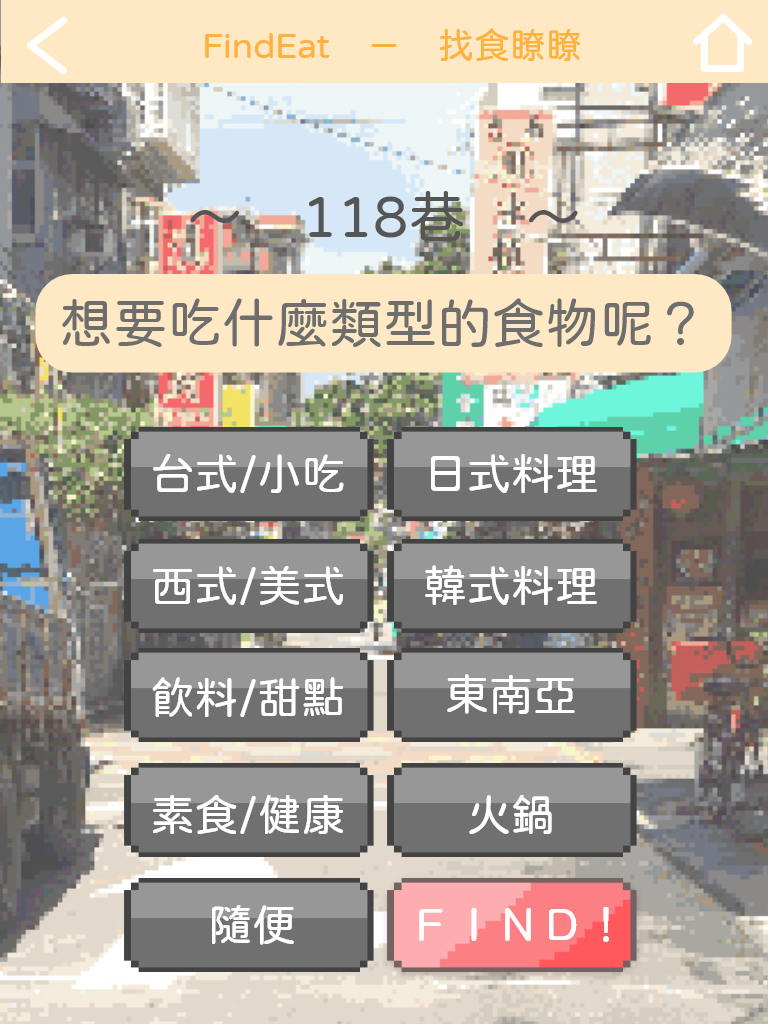 FindEat － 找食瞭瞭
～ 118巷 ～
想要吃什麼類型的食物呢？
台式/小吃 日式料理
西式/美式 韓式料理
飲料/甜點 東南亞
素食/健康 火鍋
隨便 ＦＩＮＤ！